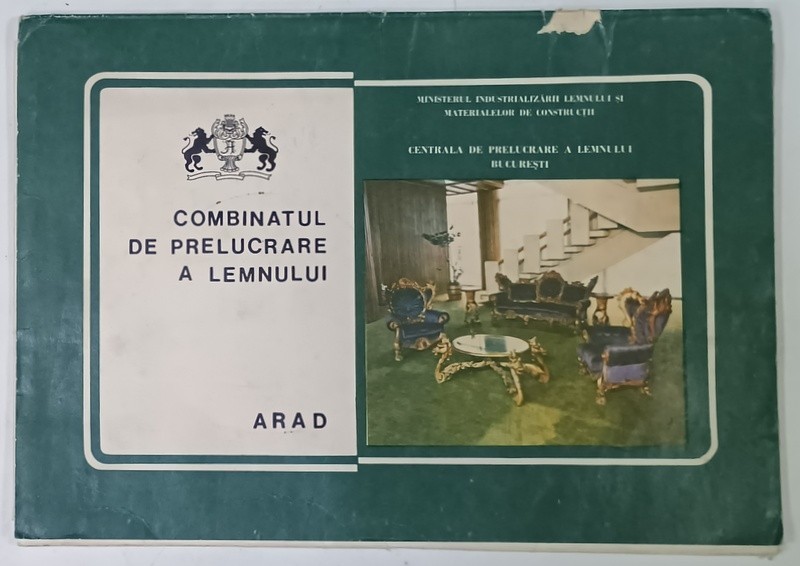 A
COMBINATUL
DE PRELUCRARE
A LEMNULUI
ARAD
MINISTERUL INDUSTRIALIZĂRII LEMNULUI ȘI
MATERIALELOR DE CONSTRUCȚII
CENTRALA DE PRELUCRARE A LEMNULUI
BUCUREȘTI